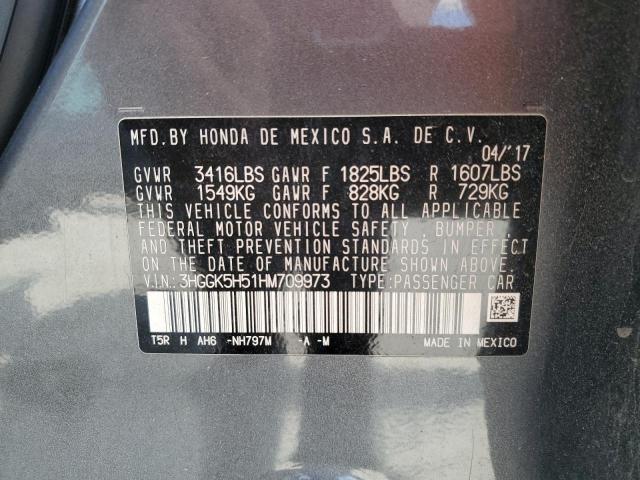 MFD.BY HONDA DE MEXICO S.A. DE C.V.
04/'17
GVWR 3416LBS GAWR F 1825LBS R 1607LBS
GVWR 1549KG GAWR F 828KG R 729KG
THIS VEHICLE CONFORMS TO ALL APPLICABLE
FEDERAL MOTOR VEHICLE SAFETY, BUMPER,
AND THEFT PREVENTION STANDARDS IN EFFECT
ON THE DATE OF MANUFACTURE SHOWN ABOVE.
V.I.N.:3HGGK5H51HM709973 TYPE:PASSENGER CAR
T5R H AH6 -NH797M -A -M
MADE IN MEXICO